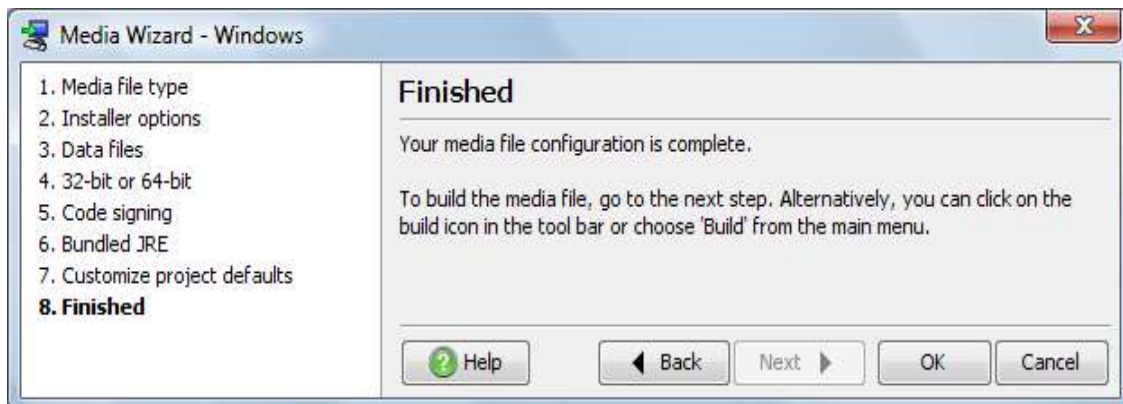 Media Wizard - Windows
1. Media file type
2. Installer options
3. Data files
4. 32-bit or 64-bit
5. Code signing
6. Bundled JRE
7. Customize project defaults
8. Finished
Finished
Your media file configuration is complete.
To build the media file, go to the next step. Alternatively, you can click on the
build icon in the tool bar or choose 'Build' from the main menu.
Help
Back
Next
OK
Cancel